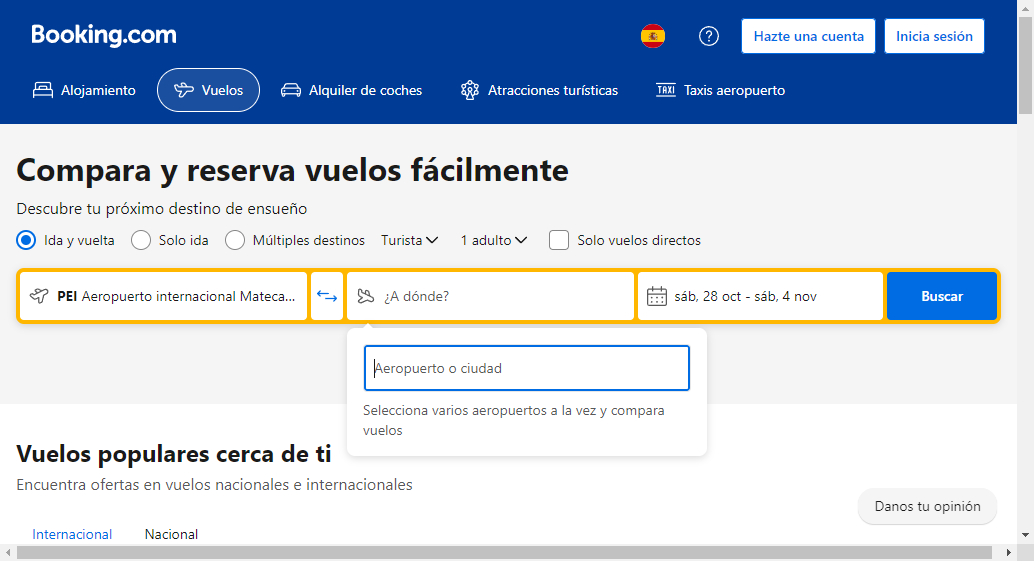 Booking.com
Hazte una cuenta
Inicia sesión
Alojamiento
Vuelos
Alquiler de coches
Atracciones turísticas
TAXI Taxis aeropuerto
Compara y reserva vuelos fácilmente
Descubre tu próximo destino de ensueño
Ida y vuelta
Solo ida
Múltiples destinos
Turista
1 adulto
Solo vuelos directos
PEI Aeropuerto internacional Mateca...
¿A dónde?
sáb, 28 oct - sáb, 4 nov
Buscar
Aeropuerto o ciudad
Selecciona varios aeropuertos a la vez y compara
vuelos
Vuelos populares cerca de ti
Encuentra ofertas en vuelos nacionales e internacionales
Danos tu opinión
Internacional
Nacional